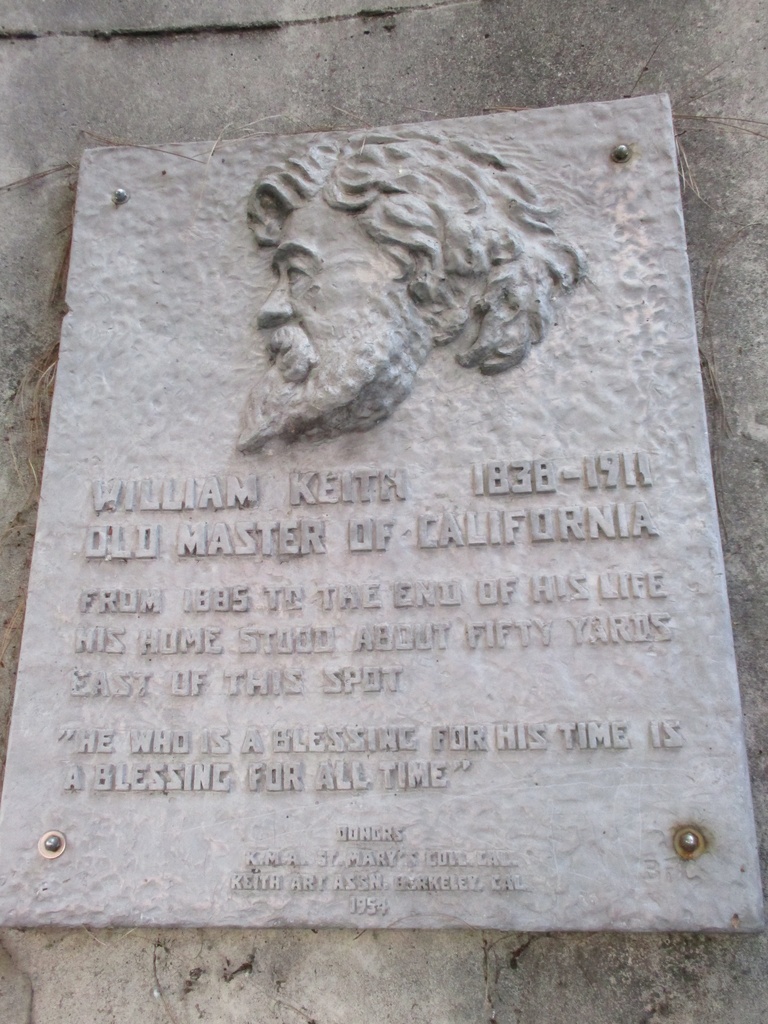 WILLIAM KEITH 1838-1911
OLD MASTER OF CALIFORNIA
FROM 1885 TO THE END OF HIS LIFE
HIS HOME STOOD ABOUT FIFTY YARDS
EAST OF THIS SPOT
"HE WHO IS A BLESSING FOR HIS TIME IS
A BLESSING FOR ALL TIME"
DONORS
K.M.A. ST. MARY'S COLL. CAL.
KEITH ART ASSN. BERKELEY, CAL.
1954